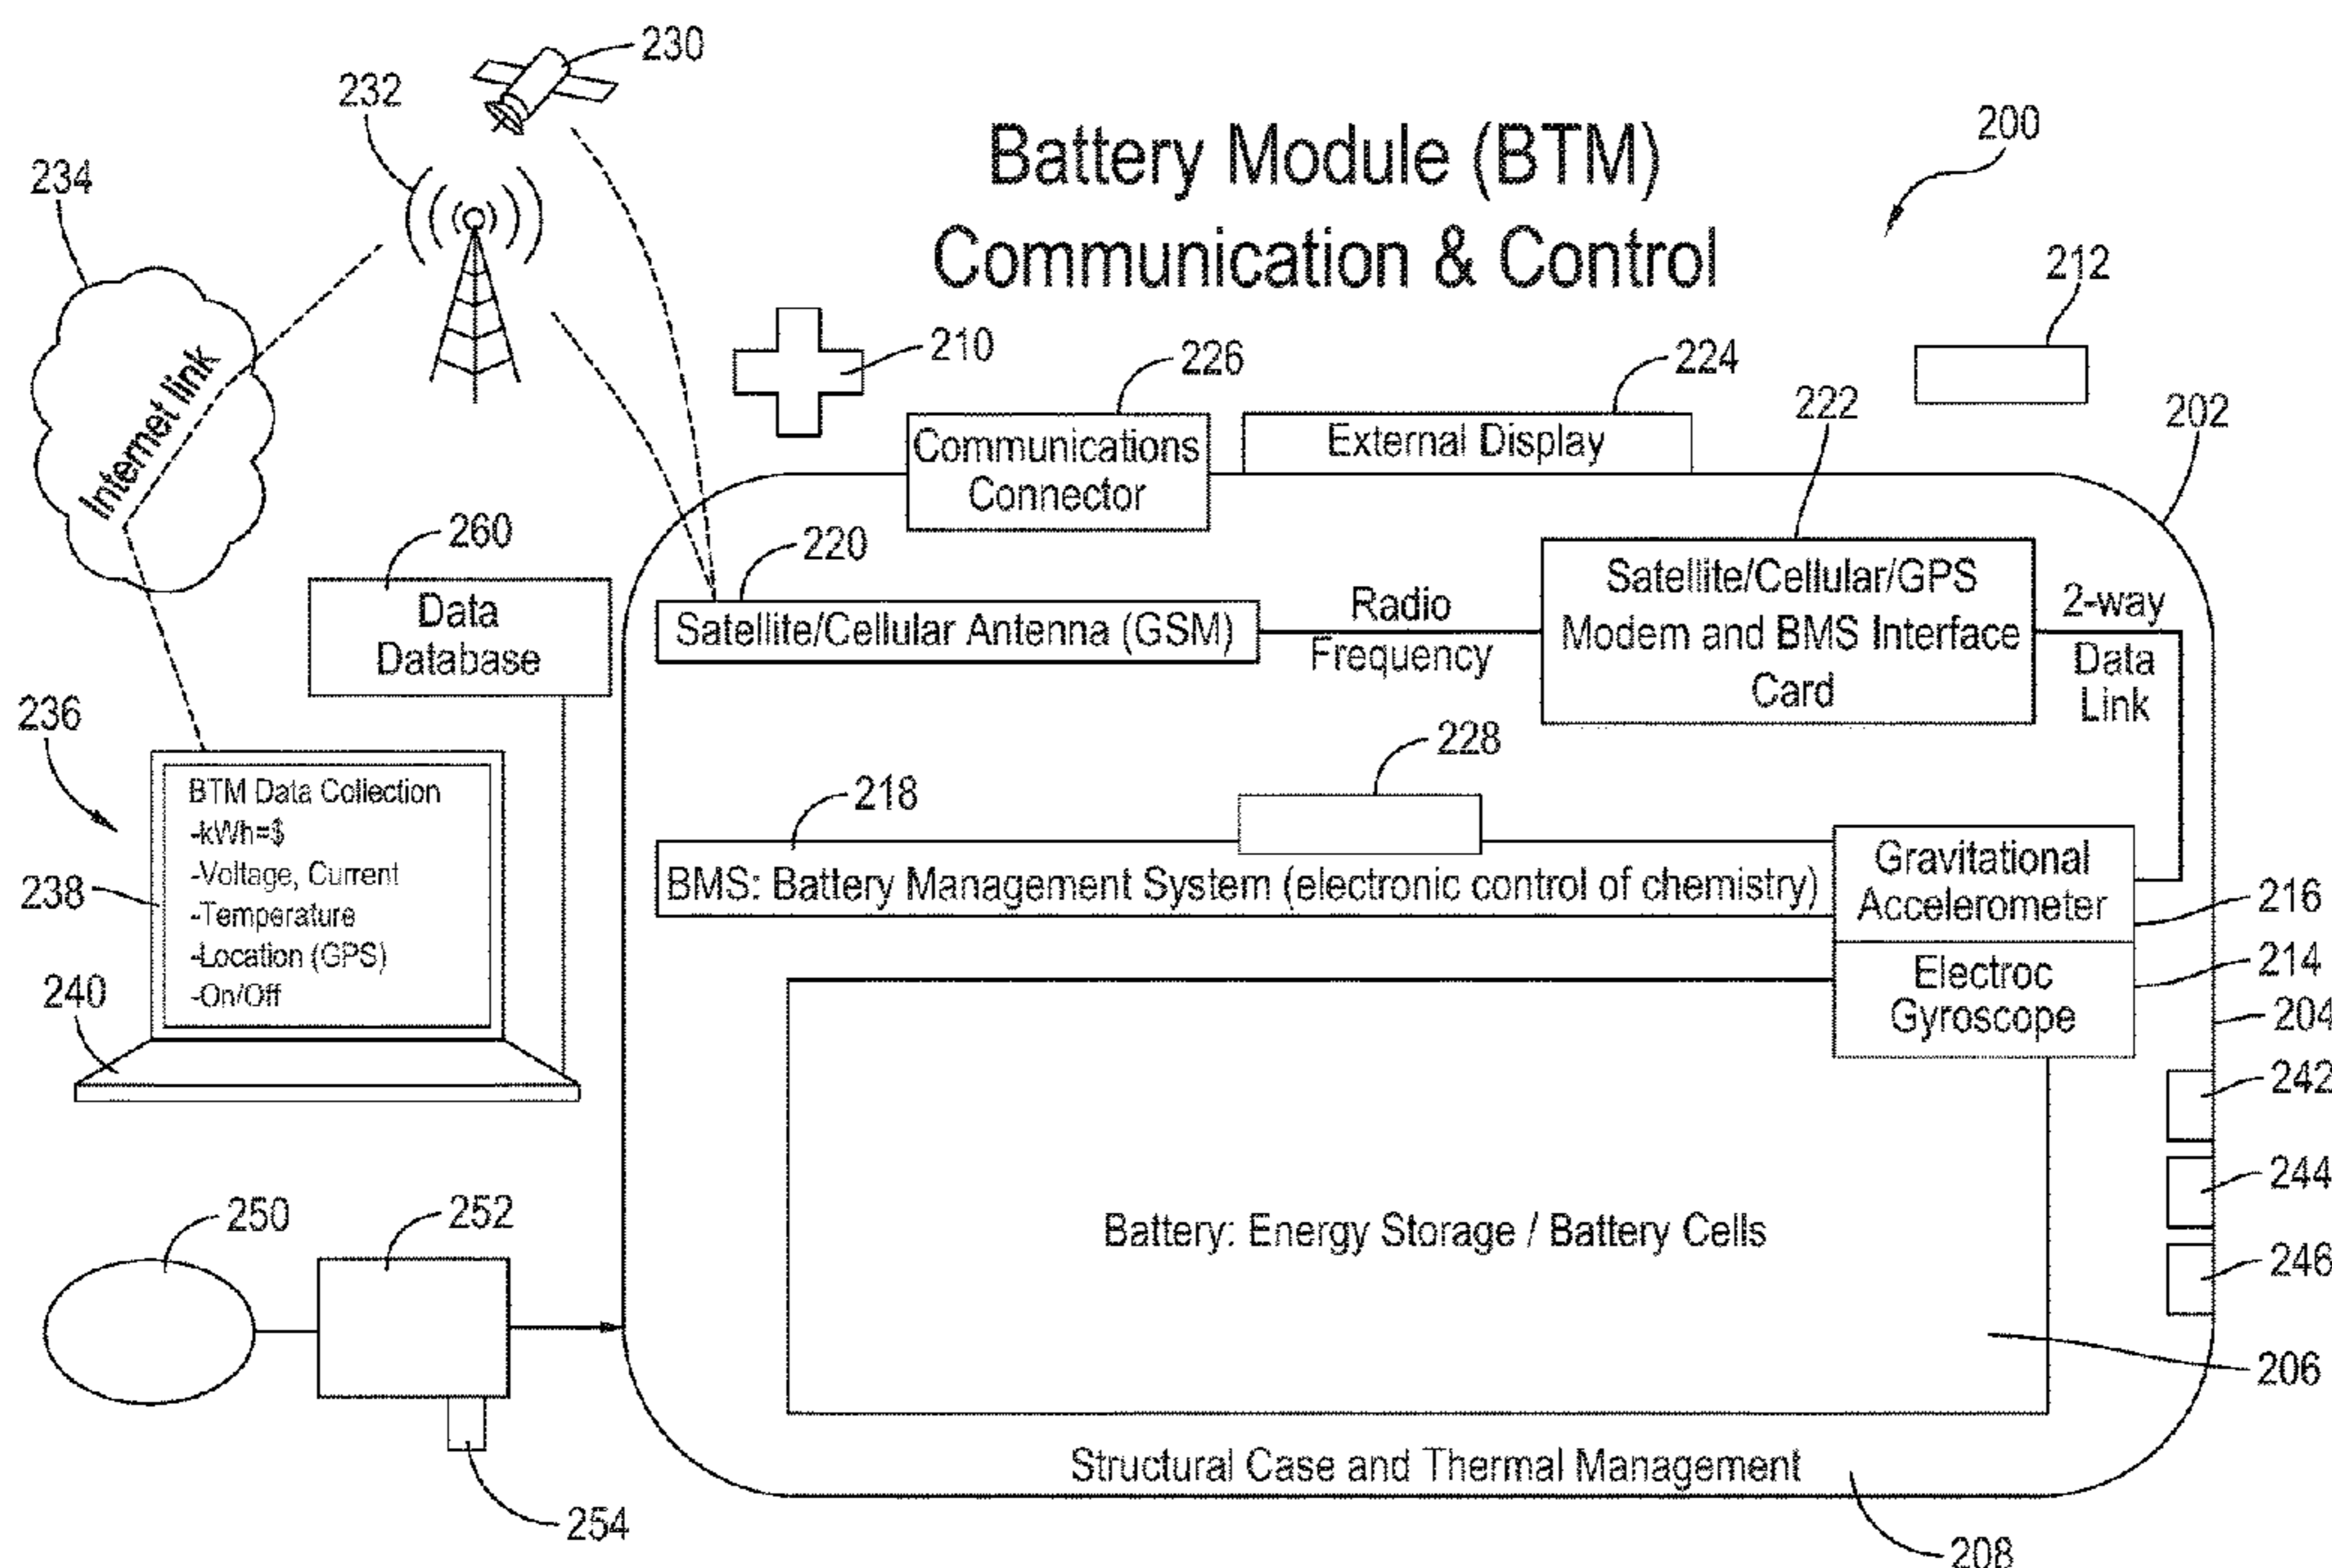 230
232
234
Battery Module (BTM)
Communication & Control
200
212
210
226
224
222
202
Communications
Connector
External Display
Internet link
260
220
Data
Database
Satellite/Cellular Antenna (GSM)
Radio
Frequency
Satellite/Cellular/GPS
Modem and BMS Interface
Card
2-way
Data
Link
236
228
218
BTM Data Collection
-kWh=$
-Voltage, Current
-Temperature
-Location (GPS)
-On/Off
238
240
BMS: Battery Management System (electronic control of chemistry)
Gravitational
Accelerometer
216
Electroc
Gyroscope
214
204
242
244
246
250
252
254
Battery: Energy Storage / Battery Cells
206
Structural Case and Thermal Management
208